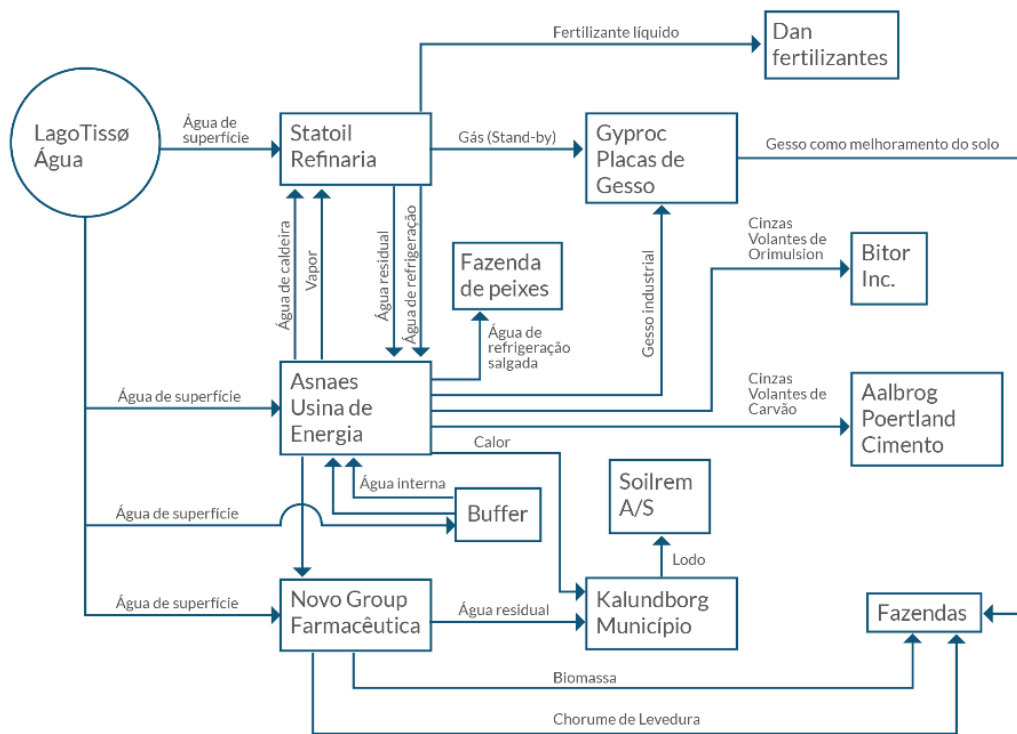 Fertilizante líquido
Dan
fertilizantes
LagoTissø
Água
Água de
superfície
Statoil
Refinaria
Gás (Stand-by)
Gyproc
Placas de
Gesso
Gesso como melhoramento do solo
Água de caldeira
Vapor
Água residual
Água de refrigeração
Fazenda
de peixes
Água de
refrigeração
salgada
Gesso industrial
Cinzas
Volantes de
Orimulsion
Bitor
Inc.
Água de superfície
Asnaes
Usina de
Energia
Cinzas
Volantes de
Carvão
Aalbrog
Poertland
Cimento
Calor
Água interna
Buffer
Soilrem
A/S
Água de superfície
Lodo
Água de superfície
Novo Group
Farmacêutica
Água residual
Kalundborg
Município
Fazendas
Biomassa
Chorume de Levedura